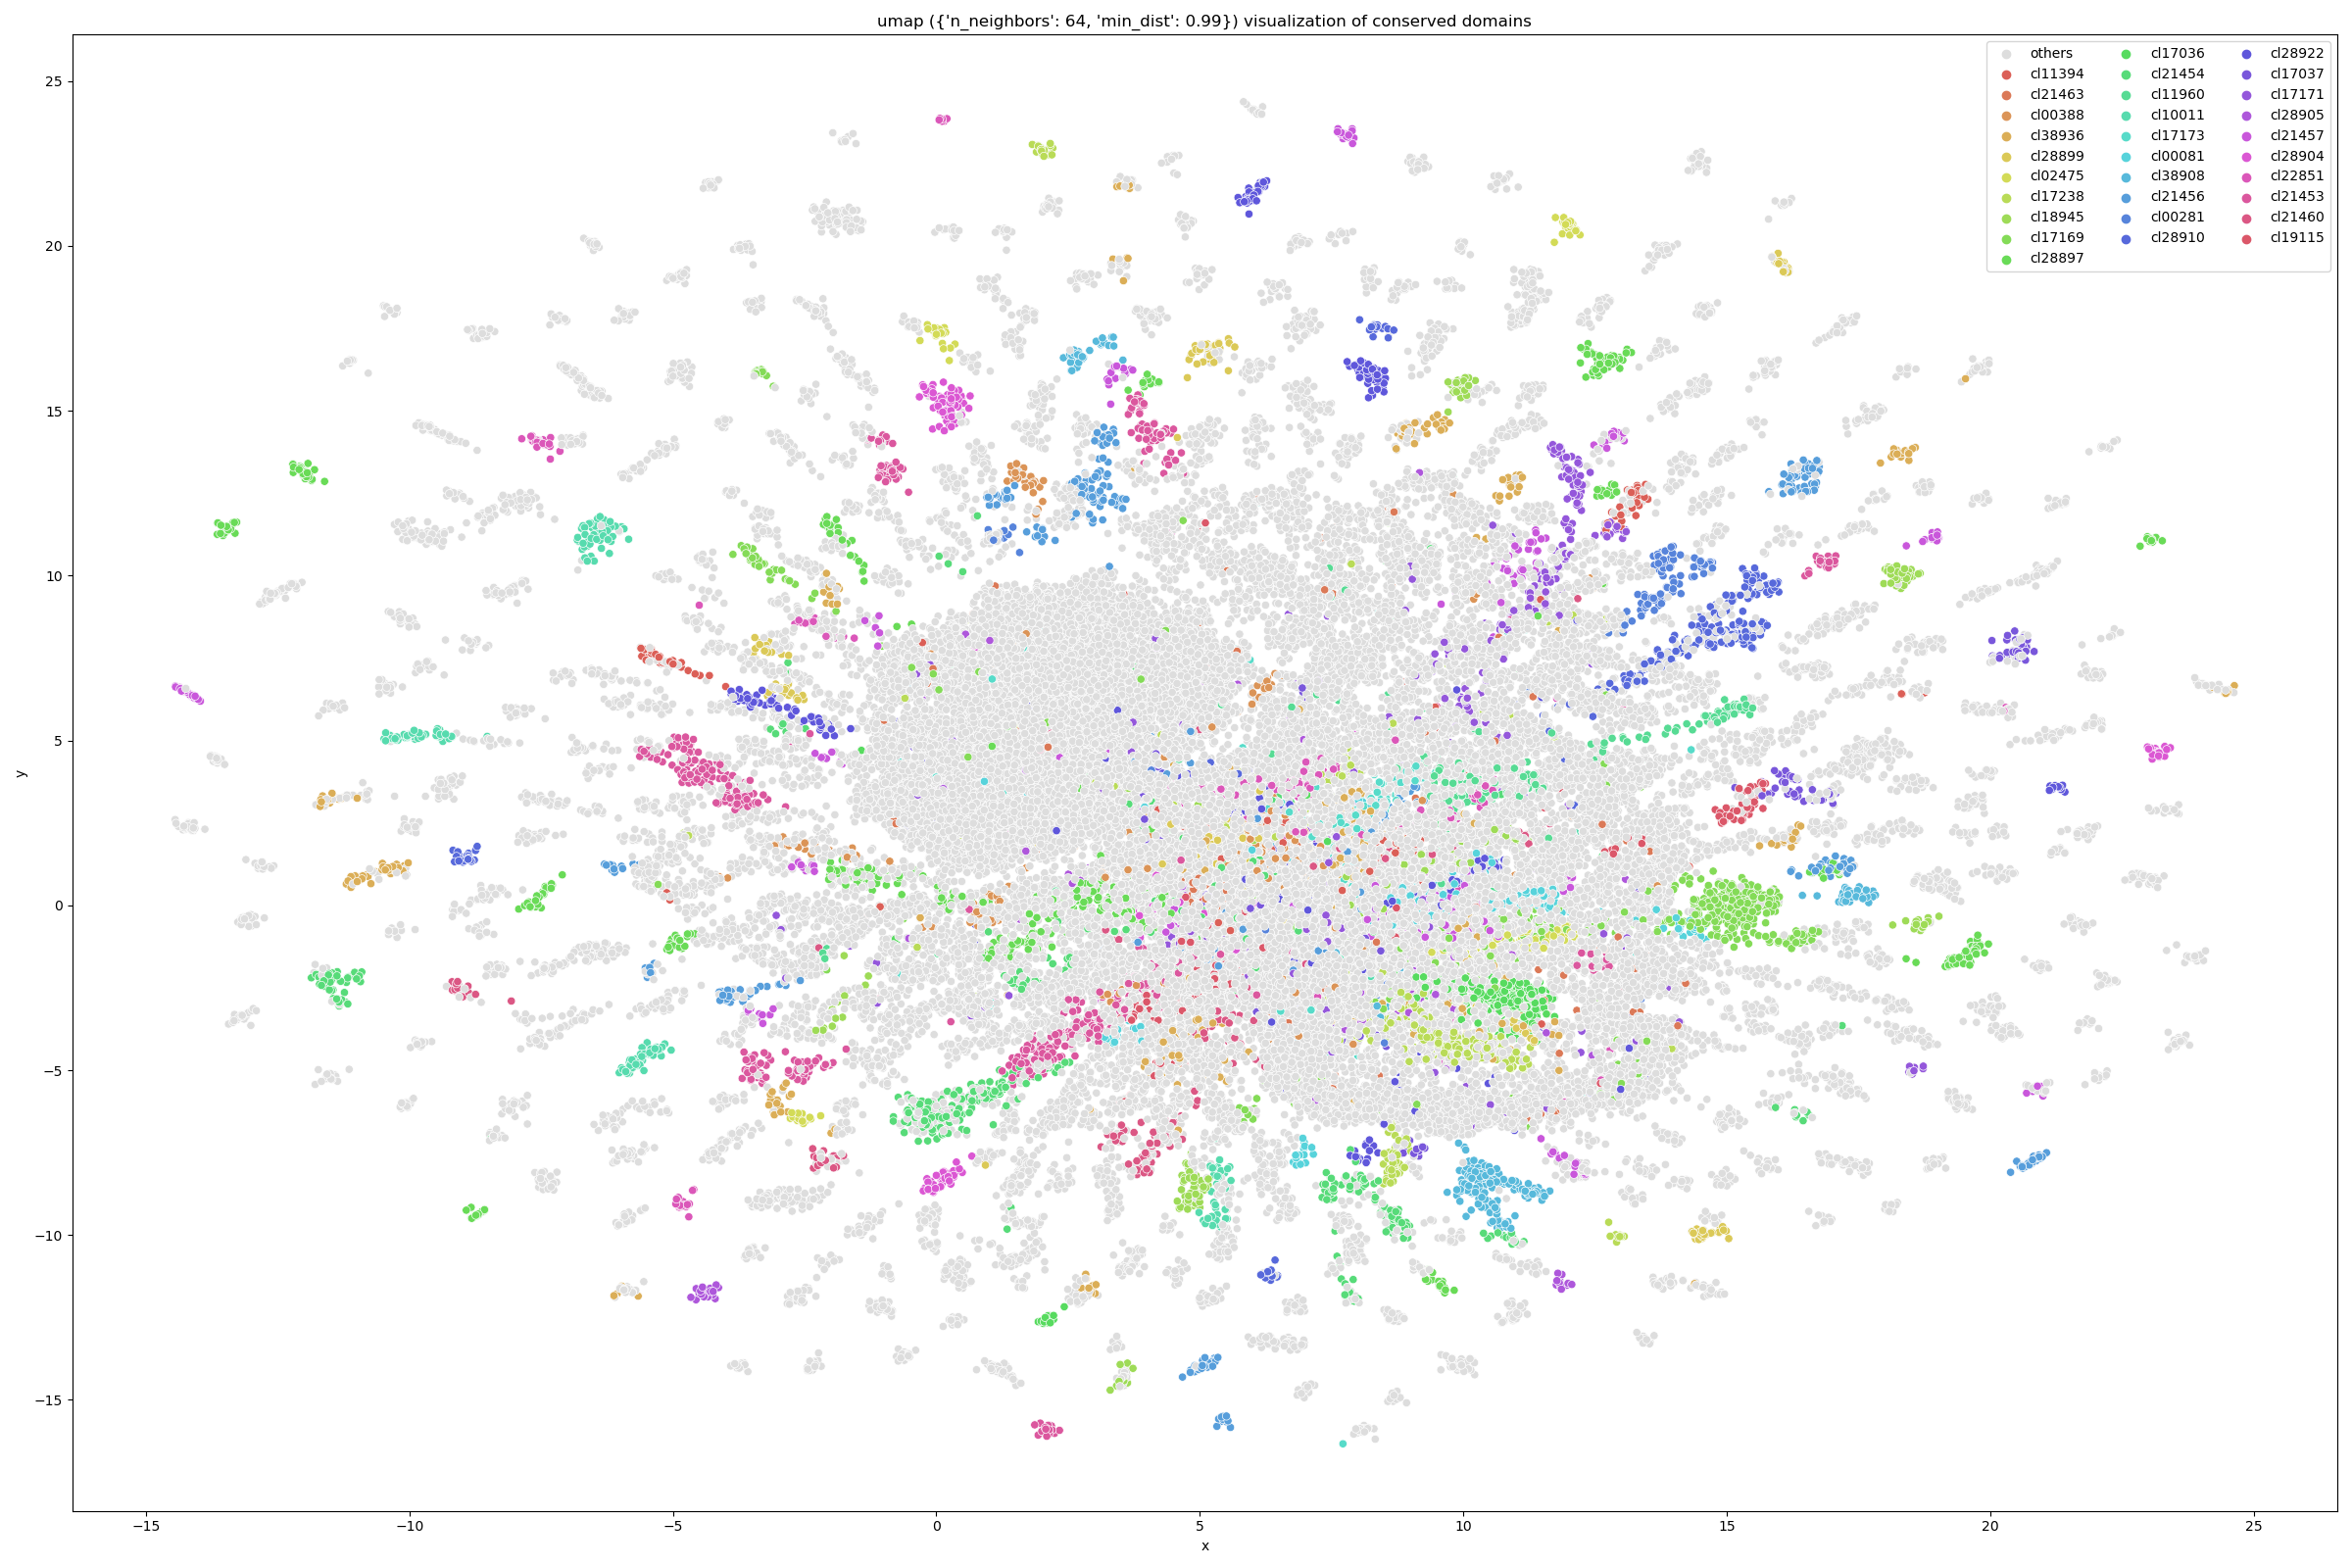 umap ({'n_neighbors': 64, 'min_dist': 0.99}) visualization of conserved domains
others
cl11394
cl21463
cl00388
cl38936
cl28899
cl02475
cl17238
cl18945
cl17169
cl28897
cl17036
cl21454
cl11960
cl10011
cl17173
cl00081
cl38908
cl21456
cl00281
cl28910
cl28922
cl17037
cl17171
cl28905
cl21457
cl28904
cl22851
cl21453
cl21460
cl19115
25
20
15
10
5
0
−5
−10
−15
y
−15
−10
−5
0
5
10
15
20
25
x